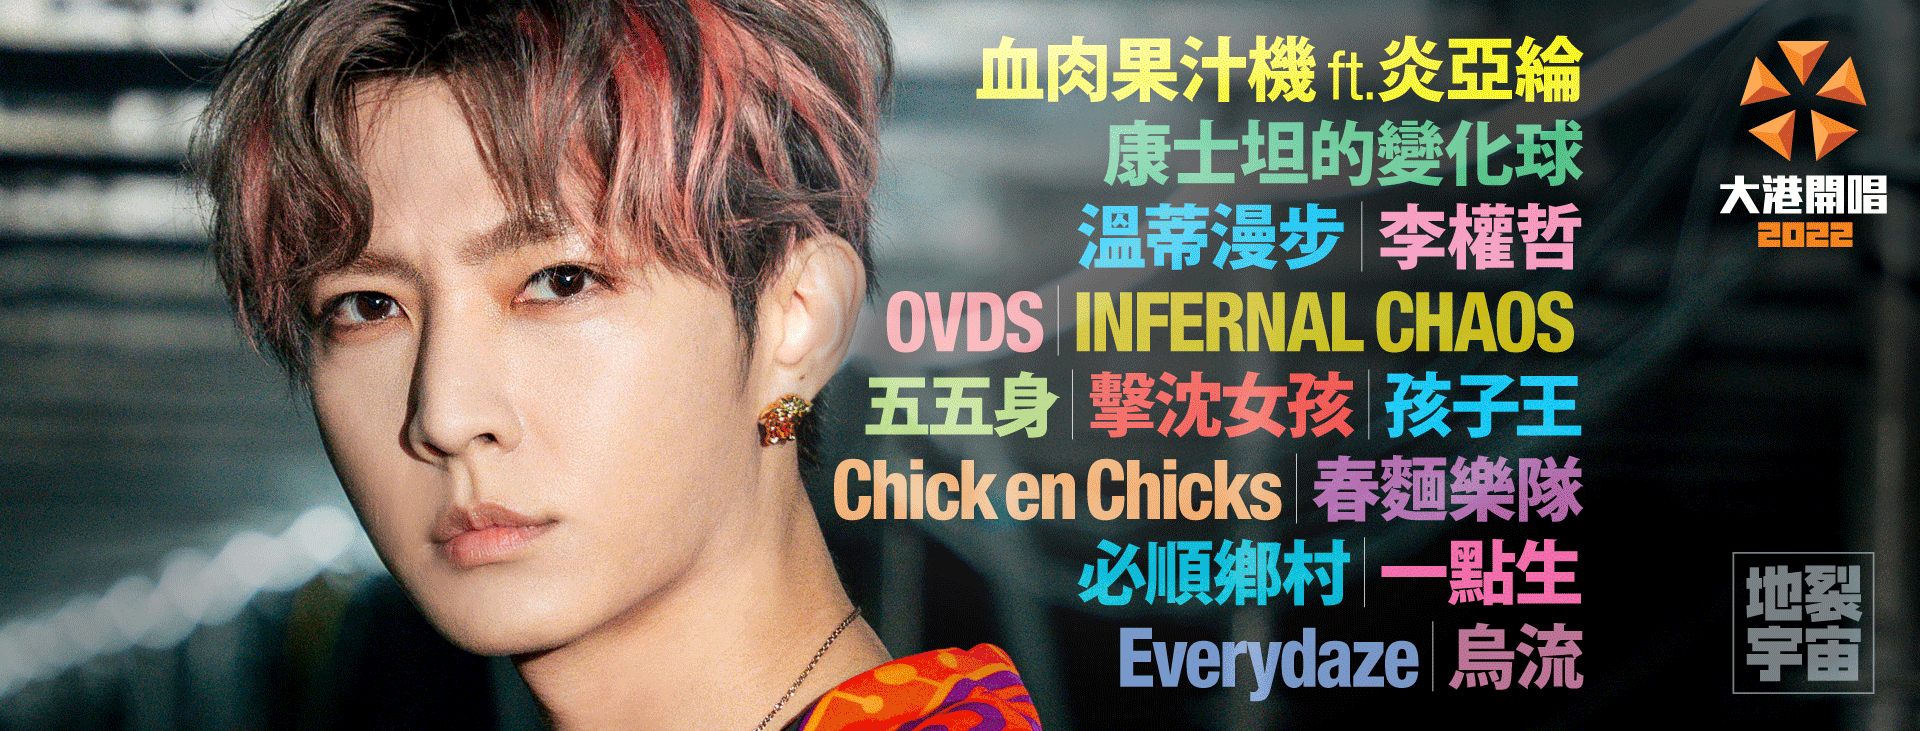 血肉果汁機 ft.炎亞綸
康士坦的變化球
溫蒂漫步｜李權哲
OVDS｜INFERNAL CHAOS
五五身｜擊沈女孩｜孩子王
Chick en Chicks｜春麵樂隊
必順鄉村｜一點生
Everydaze｜烏流
大港開唱
2022
地裂
宇宙